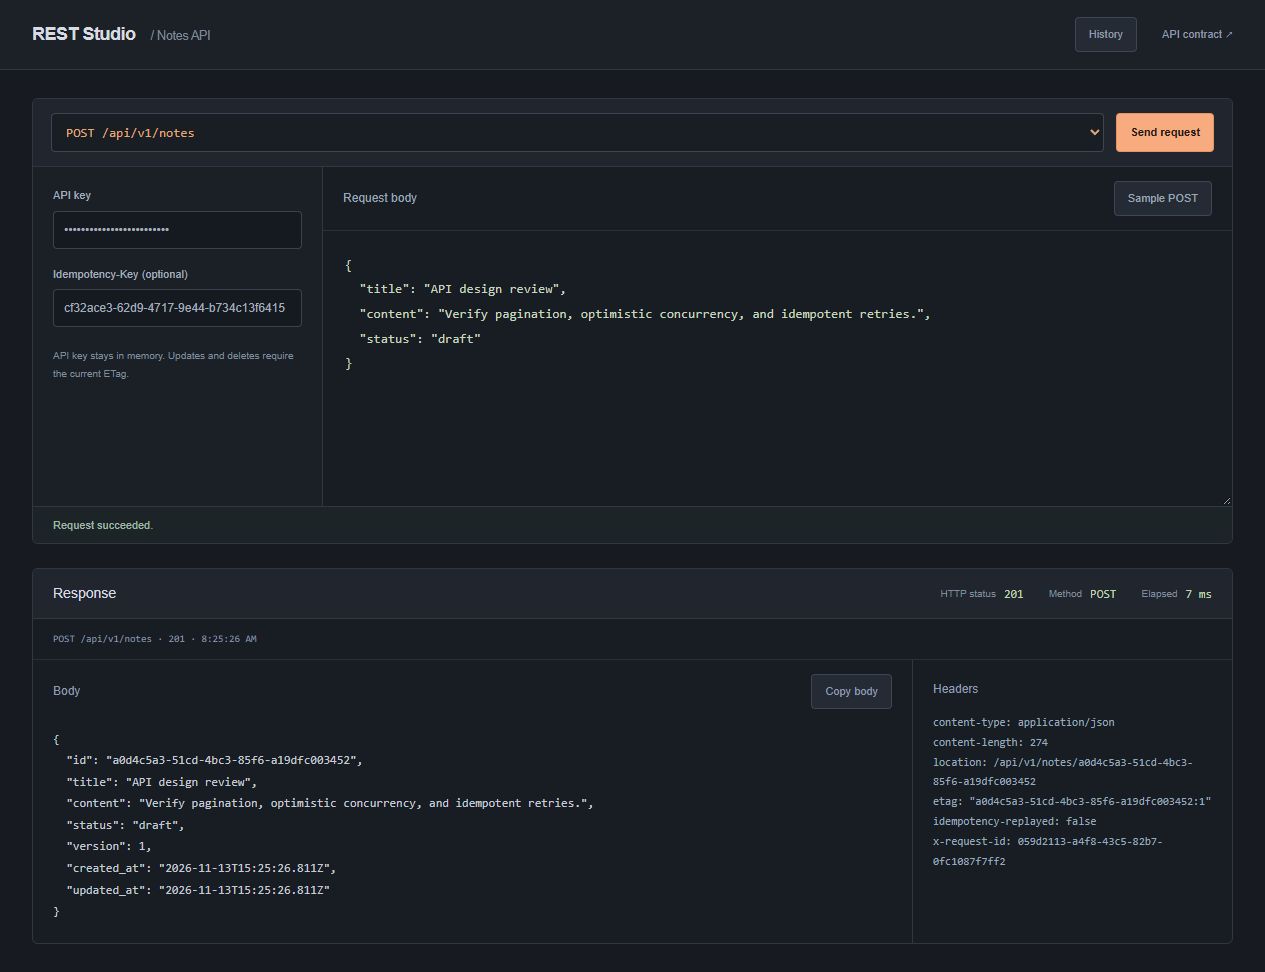 REST Studio / Notes API
History
API contract ↗
POST /api/v1/notes
Send request
API key
••••••••••••••••••••••••••
Idempotency-Key (optional)
cf32ace3-62d9-4717-9e44-b734c13f6415
API key stays in memory. Updates and deletes require
the current ETag.
Request body
Sample POST
{
  "title": "API design review",
  "content": "Verify pagination, optimistic concurrency, and idempotent retries.",
  "status": "draft"
}
Request succeeded.
Response
HTTP status 201
Method POST
Elapsed 7 ms
POST /api/v1/notes · 201 · 8:25:26 AM
Body
Copy body
{
  "id": "a0d4c5a3-51cd-4bc3-85f6-a19dfc003452",
  "title": "API design review",
  "content": "Verify pagination, optimistic concurrency, and idempotent retries.",
  "status": "draft",
  "version": 1,
  "created_at": "2026-11-13T15:25:26.811Z",
  "updated_at": "2026-11-13T15:25:26.811Z"
}
Headers
content-type: application/json
content-length: 274
location: /api/v1/notes/a0d4c5a3-51cd-4bc3-
85f6-a19dfc003452
etag: "a0d4c5a3-51cd-4bc3-85f6-a19dfc003452:1"
idempotency-replayed: false
x-request-id: 059d2113-a4f8-43c5-82b7-
0fc1087f7ff2